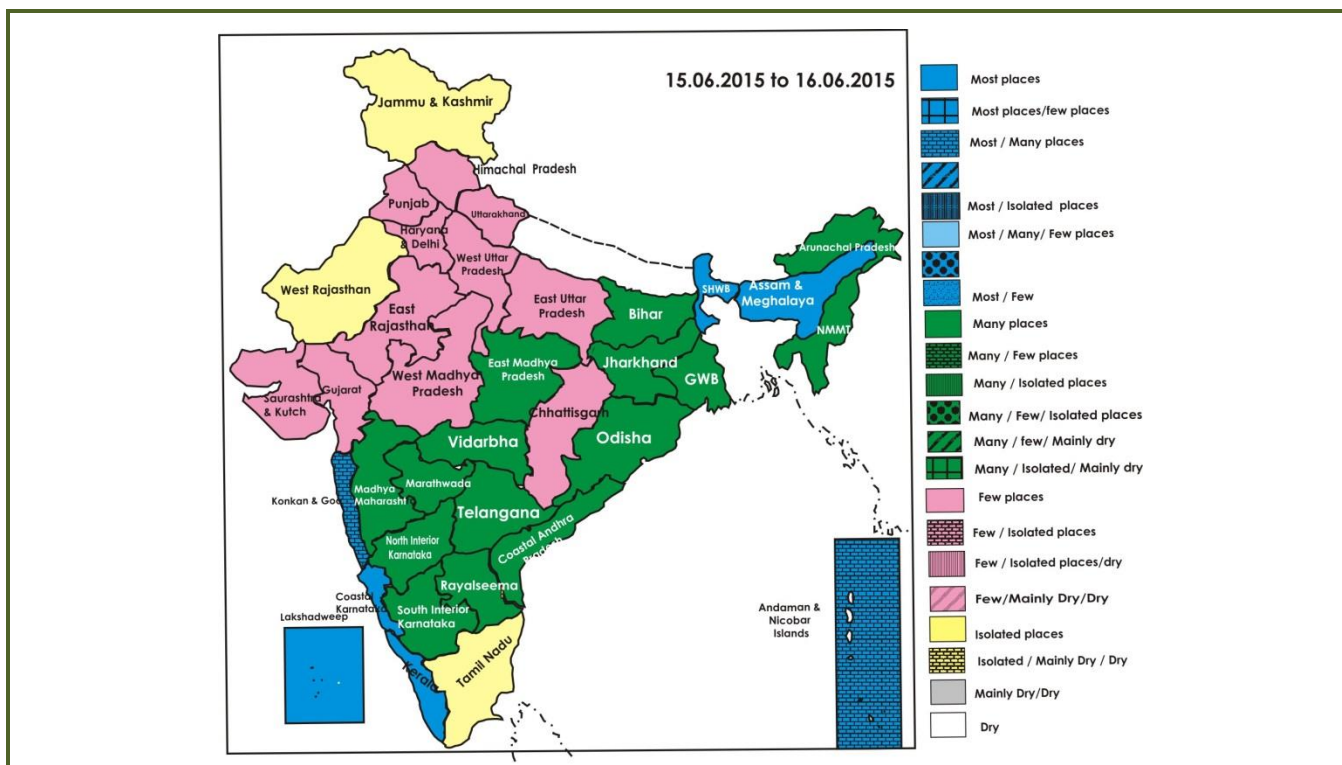 15.06.2015 to 16.06.2015
Jammu & Kashmir
Himachal Pradesh
Punjab
Uttarakhand
Haryana
& Delhi
West Uttar
Pradesh
West Rajasthan
East
Rajasthan
East Uttar
Pradesh
Bihar
SHWB
Assam &
Meghalaya
Arunachal Pradesh
NMMT
Saurashtra
& Kutch
Gujarat
West Madhya
Pradesh
East Madhya
Pradesh
Jharkhand
GWB
Chhattisgarh
Odisha
Vidarbha
Konkan & Goa
Madhya
Maharasht
Marathwada
Telangana
Coastal Andhra
Pradesh
North Interior
Karnataka
Rayalseema
Coastal
Karnataka
South Interior
Karnataka
Lakshadweep
Kerala
Tamil Nadu
Andaman &
Nicobar
Islands
Most places
Most places/few places
Most / Many places
Most / Isolated places
Most / Many/ Few places
Most / Few
Many places
Many / Few places
Many / Isolated places
Many / Few/ Isolated places
Many / few/ Mainly dry
Many / Isolated/ Mainly dry
Few places
Few / Isolated places
Few / Isolated places/dry
Few/Mainly Dry/Dry
Isolated places
Isolated / Mainly Dry / Dry
Mainly Dry/Dry
Dry